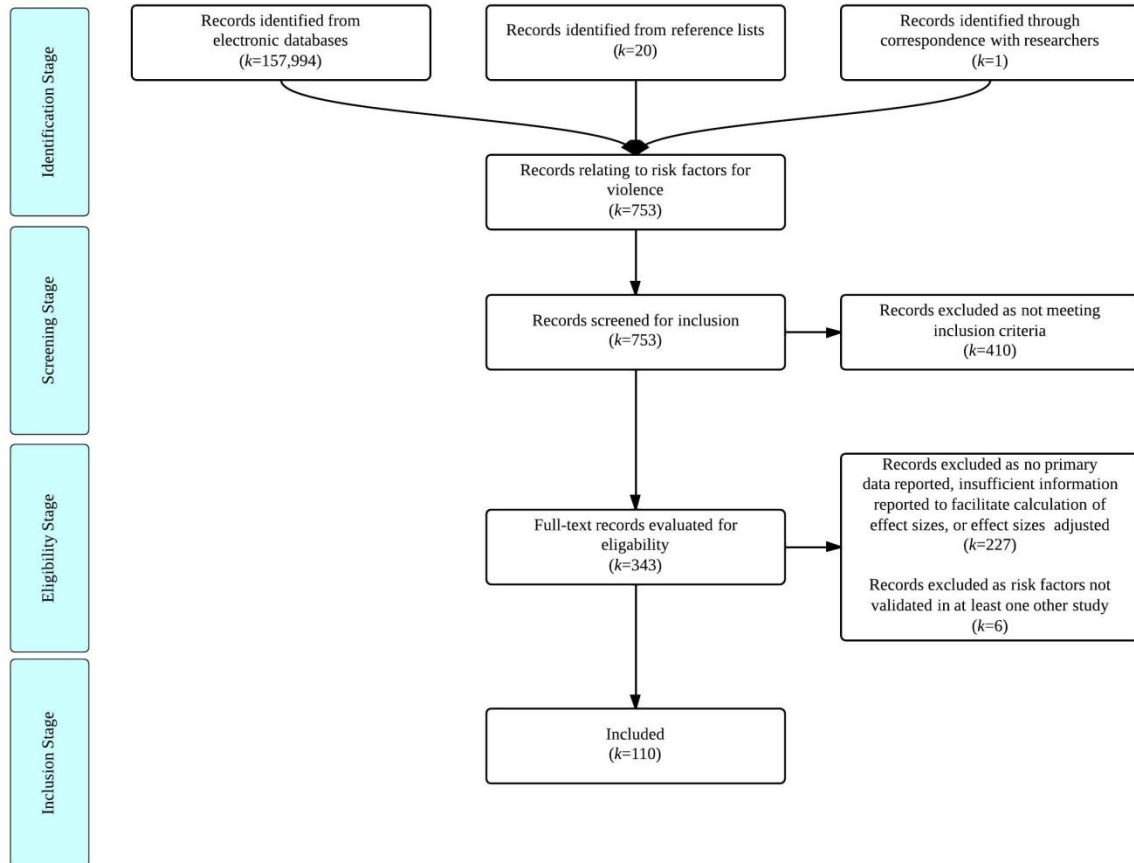 Identification Stage
Records identified from
electronic databases
(k=157,994)
Records identified from reference lists
(k=20)
Records identified through
correspondence with researchers
(k=1)
Records relating to risk factors for
violence
(k=753)
Screening Stage
Records screened for inclusion
(k=753)
Records excluded as not meeting
inclusion criteria
(k=410)
Eligibility Stage
Full-text records evaluated for
eligability
(k=343)
Records excluded as no primary
data reported, insufficient information
reported to facilitate calculation of
effect sizes, or effect sizes adjusted
(k=227)
Records excluded as risk factors not
validated in at least one other study
(k=6)
Inclusion Stage
Included
(k=110)